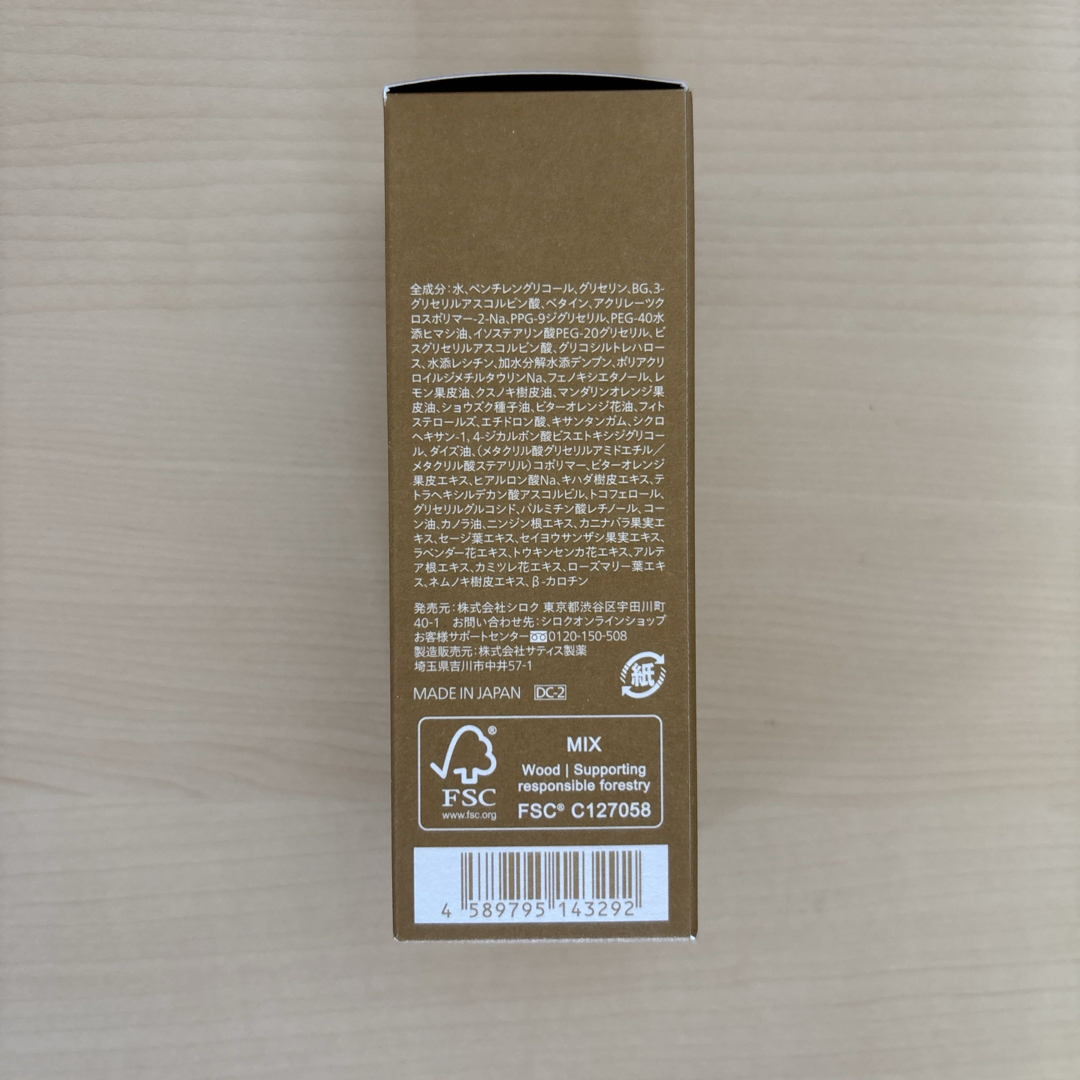 全成分：水、ペンチレングリコール、グリセリン、BG、3-
グリセリルアスコルビン酸、ベタイン、アクリレーツク
ロスポリマー-2-Na、PPG-9ジグリセリル、PEG-40水
添ヒマシ油、イソステアリン酸PEG-20グリセリル、ビ
スグリセリルアスコルビン酸、グリコシルトレハロー
ス、水添レシチン、加水分解水添デンプン、ポリアクリ
ロイルジメチルタウリンNa、フェノキシエタノール、レ
モン果皮油、クスノキ樹皮油、マンダリンオレンジ果
皮油、ショウズク種子油、ビターオレンジ花油、フィト
ステロールズ、エチドロン酸、キサンタンガム、シクロ
ヘキサン-1、4-ジカルボン酸ビスエトキシジグリコー
ル、ダイズ油、（メタクリル酸グリセリルアミドエチル／
メタクリル酸ステアリル）コポリマー、ビターオレンジ
果皮エキス、ヒアルロン酸Na、キハダ樹皮エキス、テ
トラヘキシルデカン酸アスコルビル、トコフェロール、
グリセリルグルコシド、パルミチン酸レチノール、コー
ン油、カノラ油、ニンジン根エキス、カニナバラ果実エ
キス、セージ葉エキス、セイヨウサンザシ果実エキス、
ラベンダー花エキス、トウキンセンカ花エキス、アルテ
ア根エキス、カミツレ花エキス、ローズマリー葉エキ
ス、ネムノキ樹皮エキス、β-カロチン
発売元：株式会社シロク 東京都渋谷区宇田川町
40-1 お問い合わせ先：シロクオンラインショップ
お客様サポートセンター 0120-150-508
製造販売元：株式会社サティス製薬
埼玉県吉川市中井57-1
紙
MADE IN JAPAN DC-2
FSC®
www.fsc.org
MIX
Wood | Supporting
responsible forestry
FSC® C127058
4 589795 143292